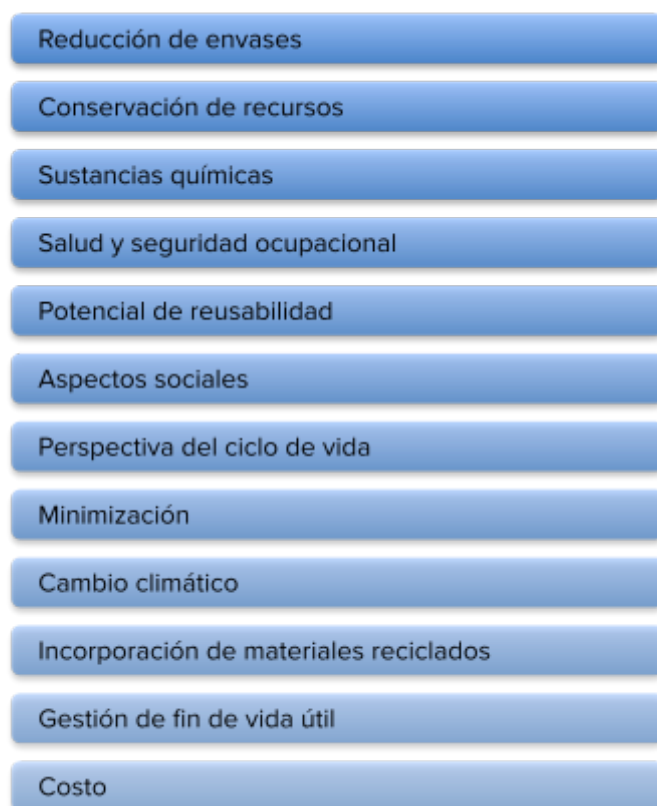 Reducción de envases
Conservación de recursos
Sustancias químicas
Salud y seguridad ocupacional
Potencial de reusabilidad
Aspectos sociales
Perspectiva del ciclo de vida
Minimización
Cambio climático
Incorporación de materiales reciclados
Gestión de fin de vida útil
Costo